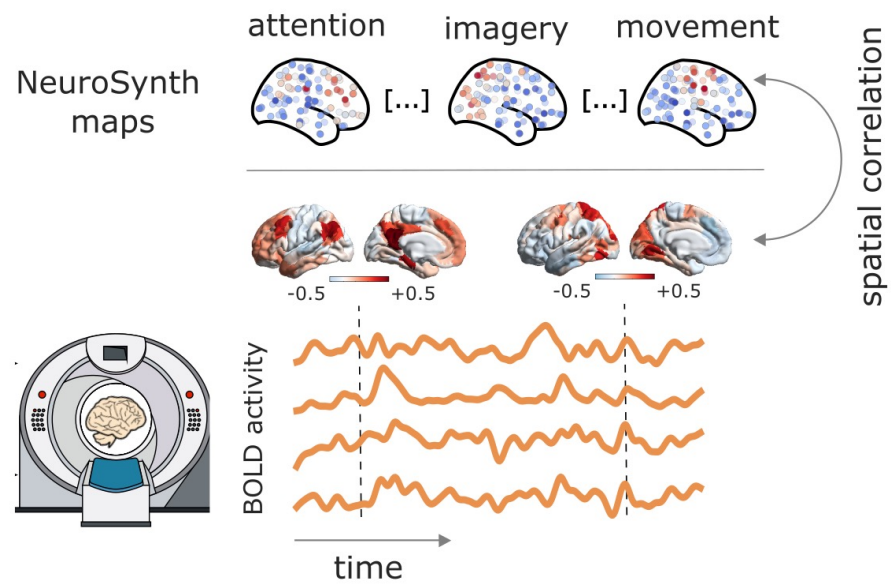 attention
imagery
movement
NeuroSynth
maps
[...]
[...]
spatial correlation
-0.5
+0.5
-0.5
+0.5
BOLD activity
time